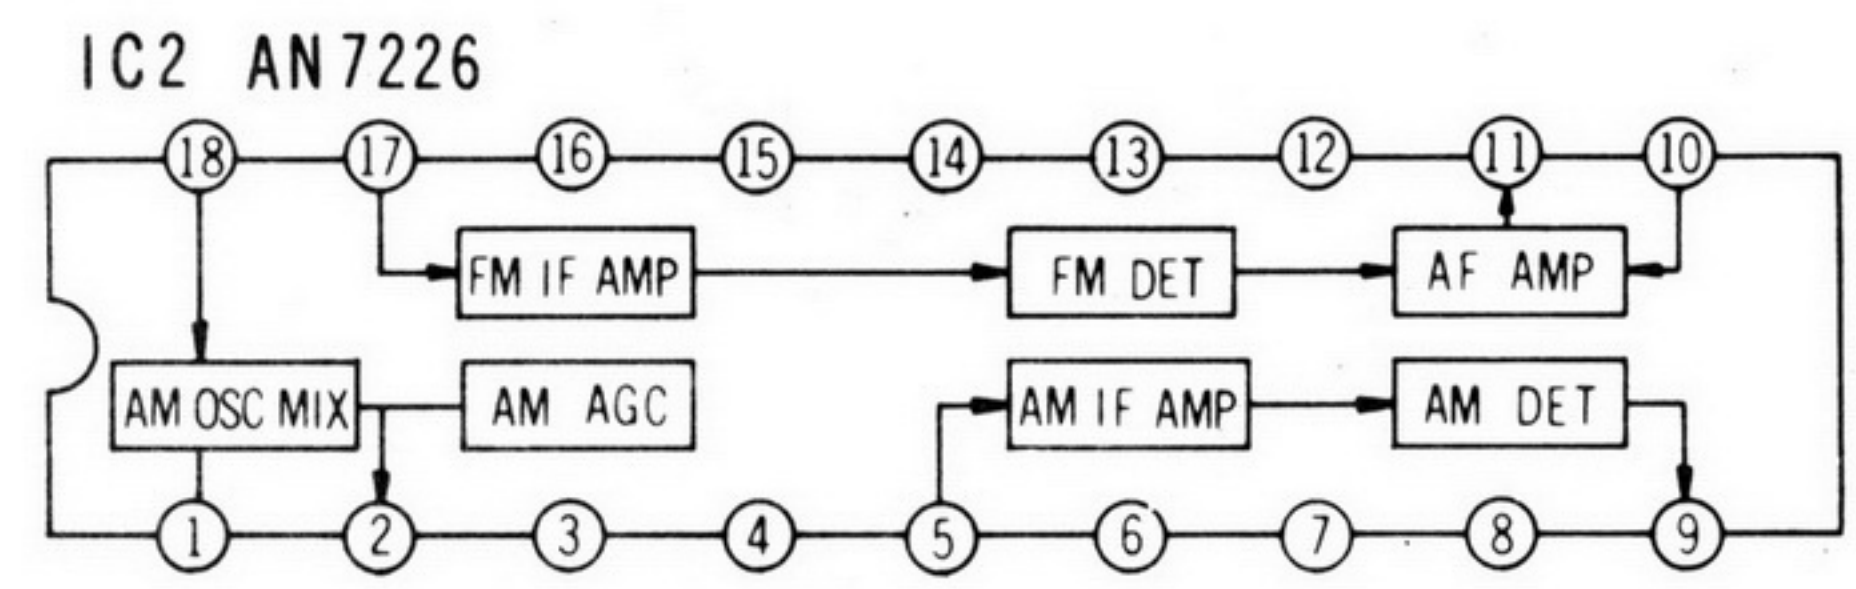 IC2 AN7226
18 17 16 15 14 13 12 11 10
FM IF AMP FM DET AF AMP
AM OSC MIX AM AGC AM IF AMP AM DET
1 2 3 4 5 6 7 8 9